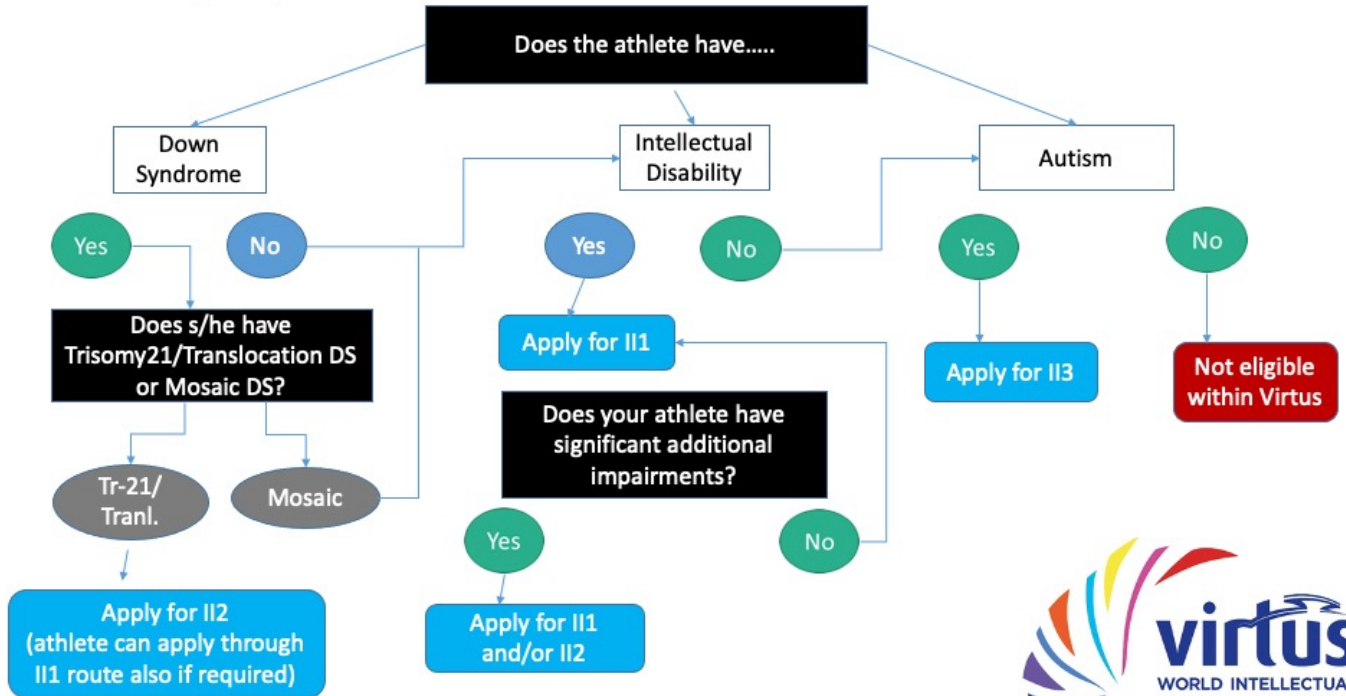 Does the athlete have.....
Down
Syndrome
Intellectual
Disability
Autism
Yes
No
Yes
No
Yes
No
Does s/he have
Trisomy21/Translocation DS
or Mosaic DS?
Apply for II1
Apply for II3
Not eligible
within Virtus
Does your athlete have
significant additional
impairments?
Tr-21/
Tranl.
Mosaic
Yes
No
Apply for II2
(athlete can apply through
II1 route also if required)
Apply for II1
and/or II2
virtus
WORLD INTELLECTUA